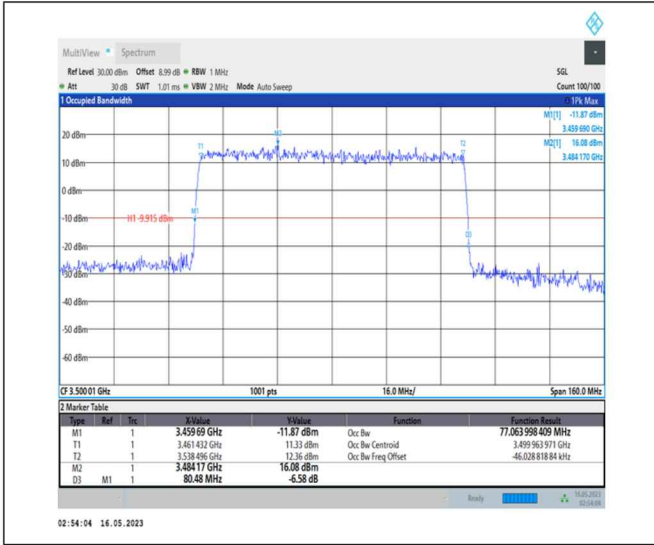 MultiView Spectrum
Ref Level 30.00 dBm Offset 8.99 dB RBW 1 MHz SGL
Att 30 dB SWT 1.01 ms VBW 2 MHz Mode Auto Sweep Count 100/100
1 Occupied Bandwidth 1Pk Max
M1[1] -11.87 dBm
3.459 690 GHz
20 dBm M2 M2[1] 16.08 dBm
T1 T2 3.484 170 GHz
10 dBm
0 dBm
-10 dBm H1 -9.915 dBm M1
-20 dBm D3
-30 dBm
-40 dBm
-50 dBm
-60 dBm
CF 3.500 01 GHz 1001 pts 16.0 MHz/ Span 160.0 MHz
2 Marker Table
Type Ref Trc X-Value Y-Value Function Function Result
M1 1 3.459 69 GHz -11.87 dBm Occ Bw 77.063 998 409 MHz
T1 1 3.461 432 GHz 11.33 dBm Occ Bw Centroid 3.499 963 971 GHz
T2 1 3.538 496 GHz 12.36 dBm Occ Bw Freq Offset -46.028 818 84 kHz
M2 1 3.484 17 GHz 16.08 dBm
D3 M1 1 80.48 MHz -6.58 dB
Ready 16.05.2023
02:54:04
02:54:04 16.05.2023